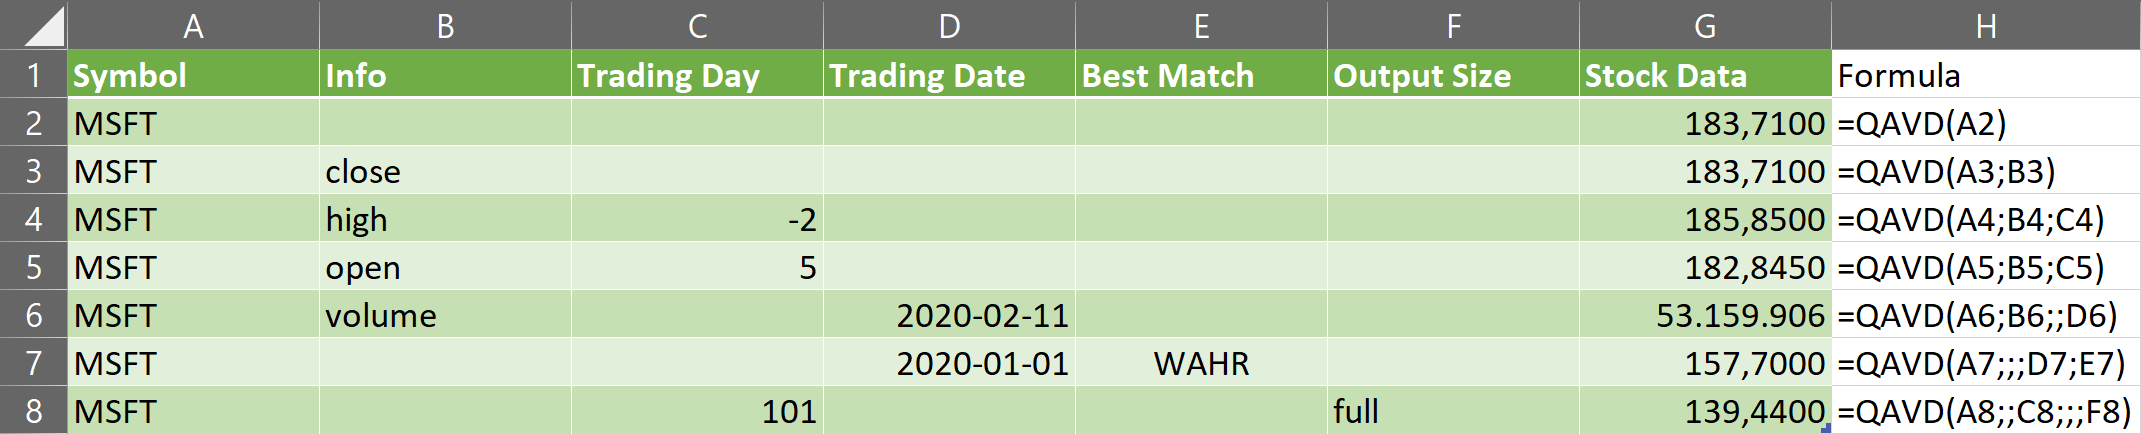 A B C D E F G H
1 Symbol Info Trading Day Trading Date Best Match Output Size Stock Data Formula
2 MSFT 183,7100 =QAVD(A2)
3 MSFT close 183,7100 =QAVD(A3;B3)
4 MSFT high -2 185,8500 =QAVD(A4;B4;C4)
5 MSFT open 5 182,8450 =QAVD(A5;B5;C5)
6 MSFT volume 2020-02-11 53.159.906 =QAVD(A6;B6;;D6)
7 MSFT 2020-01-01 WAHR 157,7000 =QAVD(A7;;;D7;E7)
8 MSFT 101 full 139,4400 =QAVD(A8;;C8;;;F8)